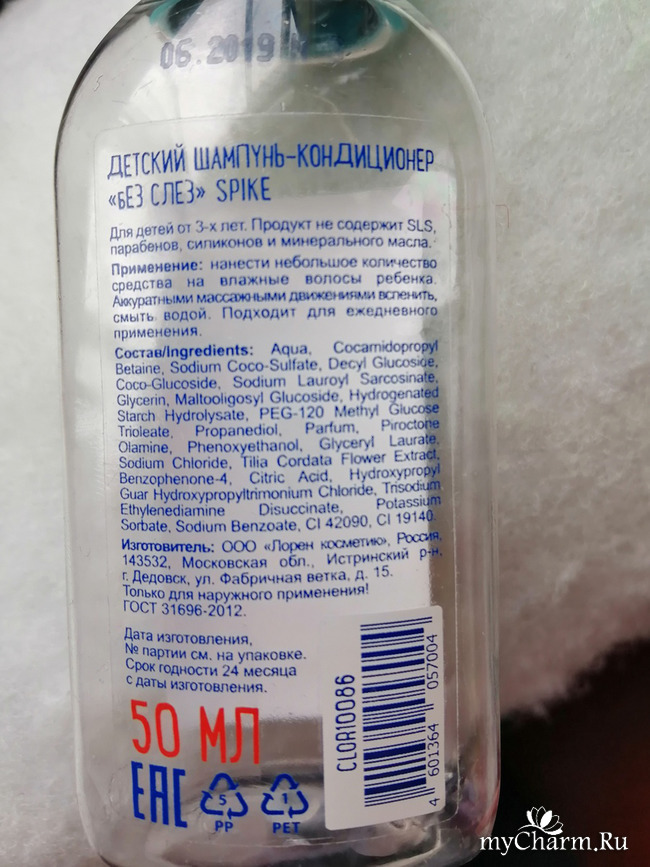 06.2019
ДЕТСКИЙ ШАМПУНЬ-КОНДИЦИОНЕР
«БЕЗ СЛЕЗ» SPIKE
Для детей от 3-х лет. Продукт не содержит SLS,
парабенов, силиконов и минерального масла.
Применение: нанести небольшое количество
средства на влажные волосы ребенка.
Аккуратными массажными движениями вспенить,
смыть водой. Подходит для ежедневного
применения.
Состав/Ingredients: Aqua, Cocamidopropyl
Betaine, Sodium Coco-Sulfate, Decyl Glucoside,
Coco-Glucoside, Sodium Lauroyl Sarcosinate,
Glycerin, Maltooligosyl Glucoside, Hydrogenated
Starch Hydrolysate, PEG-120 Methyl Glucose
Trioleate, Propanediol, Parfum, Piroctone
Olamine, Phenoxyethanol, Glyceryl Laurate,
Sodium Chloride, Tilia Cordata Flower Extract,
Benzophenone-4, Citric Acid, Hydroxypropyl
Guar Hydroxypropyltrimonium Chloride, Trisodium
Ethylenediamine Disuccinate, Potassium
Sorbate, Sodium Benzoate, CI 42090, CI 19140.
Изготовитель: ООО «Лорен косметик», Россия,
143532, Московская обл., Истринский р-н.
г. Дедовск, ул. Фабричная ветка, д. 15.
Только для наружного применения!
ГОСТ 31696-2012.
Дата изготовления,
№ партии см. на упаковке.
Срок годности 24 месяца
с даты изготовления.
50 МЛ
EAC
5
PP
1
PET
CLOR10086
4 601364 057004
myCharm.Ru